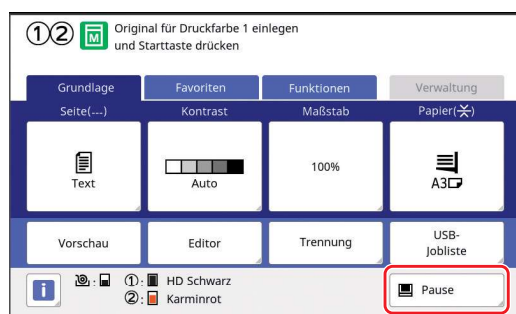 ①② M Original für Druckfarbe 1 einlegen
und Starttaste drücken
Grundlage Favoriten Funktionen Verwaltung
Seite(---) Kontrast Maßstab Papier(
Text Auto 100% A3
Vorschau Editor Trennung USB-
Jobliste
i : ①: HD Schwarz
②: Karminrot
Pause